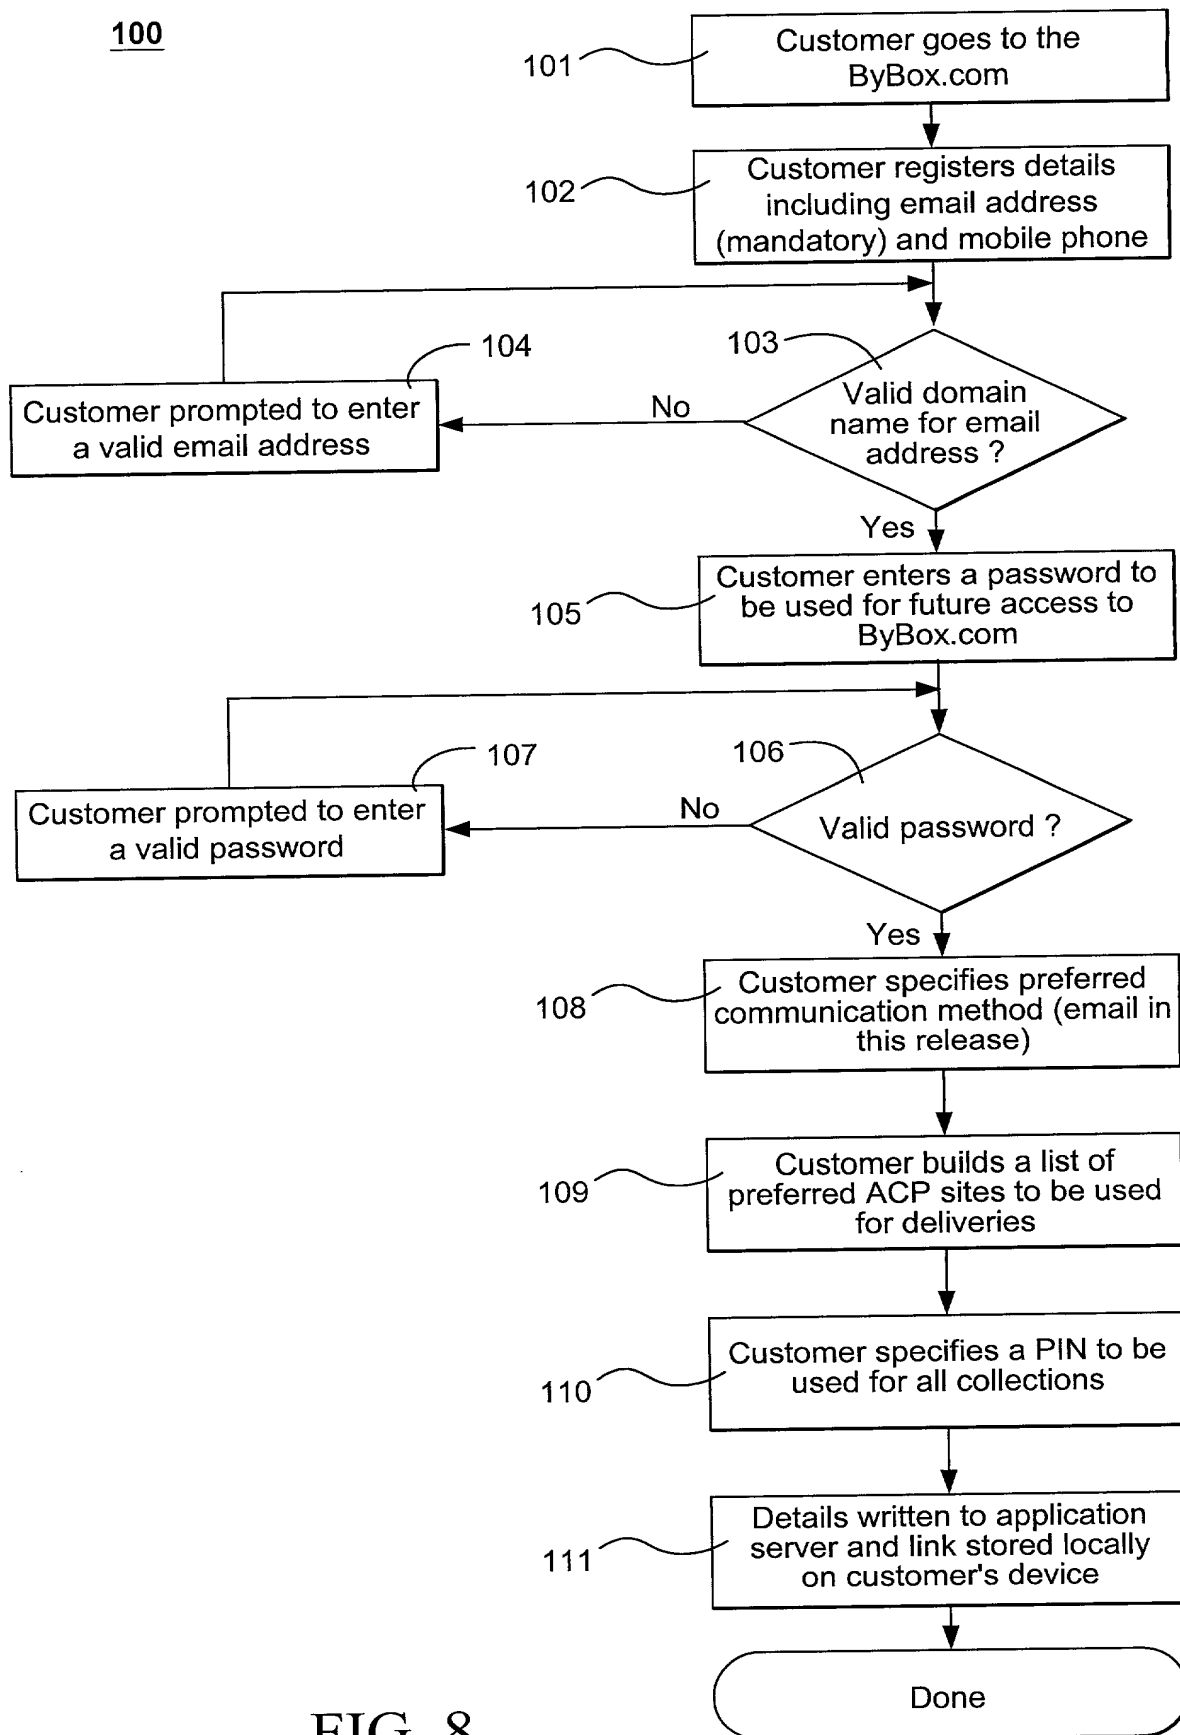 100
101
Customer goes to the
ByBox.com
102
Customer registers details
including email address
(mandatory) and mobile phone
103
Valid domain
name for email
address ?
No
104
Customer prompted to enter
a valid email address
Yes
105
Customer enters a password to
be used for future access to
ByBox.com
106
Valid password ?
No
107
Customer prompted to enter
a valid password
Yes
108
Customer specifies preferred
communication method (email in
this release)
109
Customer builds a list of
preferred ACP sites to be used
for deliveries
110
Customer specifies a PIN to be
used for all collections
111
Details written to application
server and link stored locally
on customer's device
Done
FIG. 8